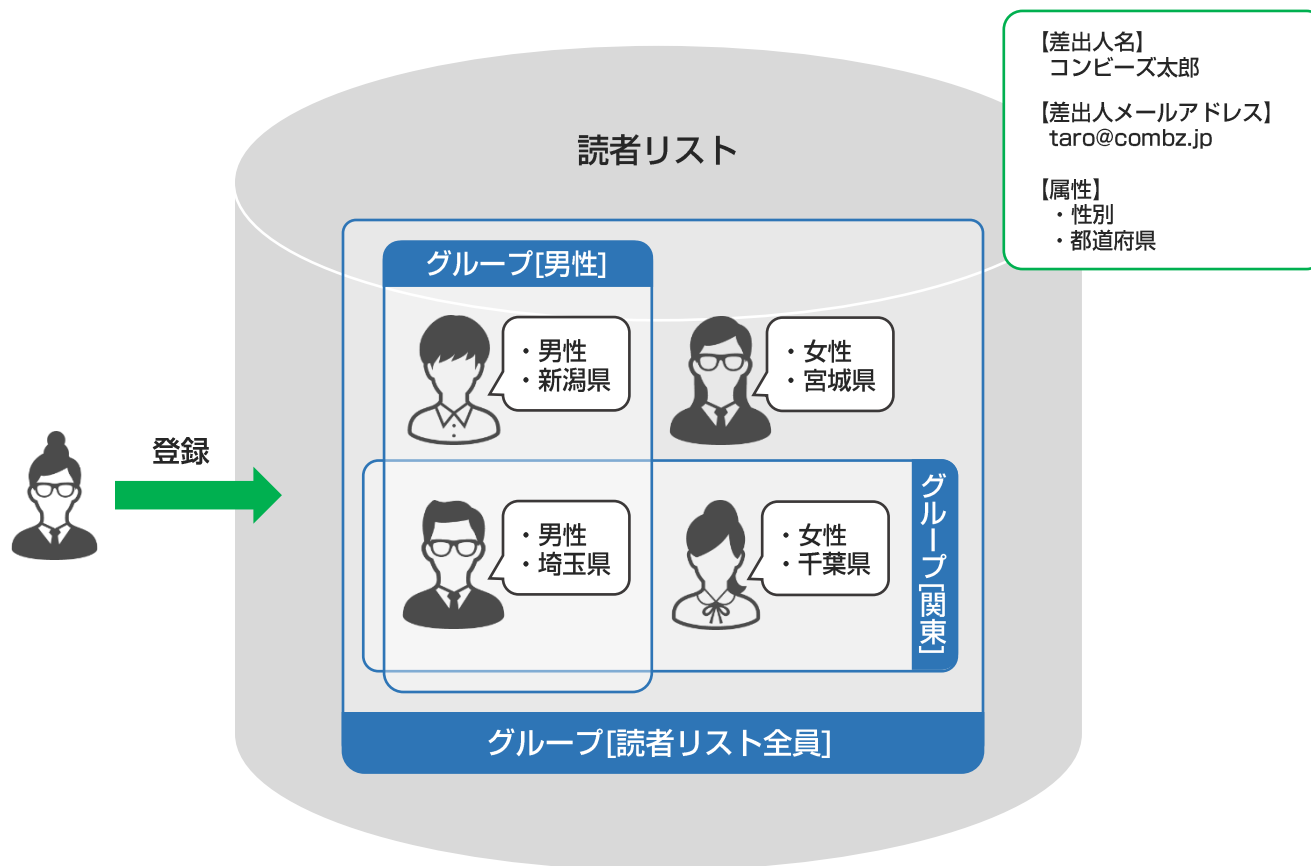 【差出人名】
コンビーズ太郎
【差出人メールアドレス】
taro@combz.jp
【属性】
・性別
・都道府県
読者リスト
グループ[男性]
・男性
・新潟県
・女性
・宮城県
登録
・男性
・埼玉県
・女性
・千葉県
グループ[関東]
グループ[読者リスト全員]